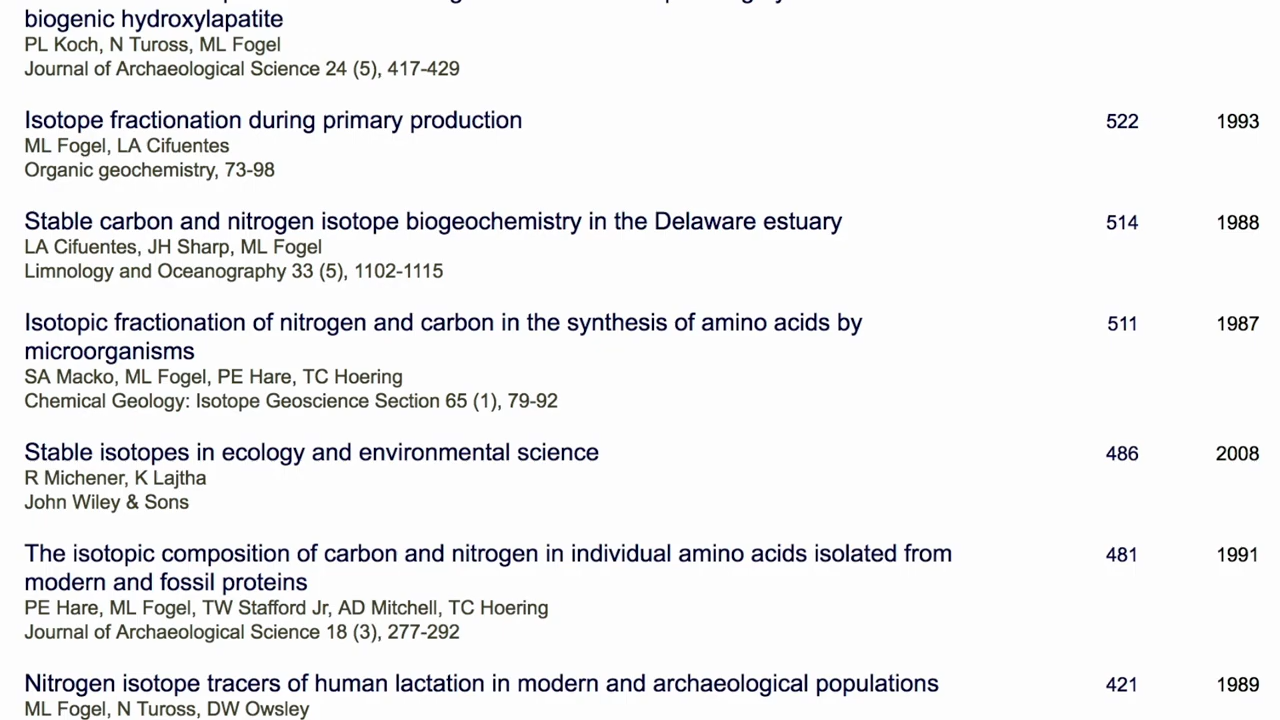 biogenic hydroxylapatite
PL Koch, N Tuross, ML Fogel
Journal of Archaeological Science 24 (5), 417-429
Isotope fractionation during primary production 522 1993
ML Fogel, LA Cifuentes
Organic geochemistry, 73-98
Stable carbon and nitrogen isotope biogeochemistry in the Delaware estuary 514 1988
LA Cifuentes, JH Sharp, ML Fogel
Limnology and Oceanography 33 (5), 1102-1115
Isotopic fractionation of nitrogen and carbon in the synthesis of amino acids by 511 1987
microorganisms
SA Macko, ML Fogel, PE Hare, TC Hoering
Chemical Geology: Isotope Geoscience Section 65 (1), 79-92
Stable isotopes in ecology and environmental science 486 2008
R Michener, K Lajtha
John Wiley & Sons
The isotopic composition of carbon and nitrogen in individual amino acids isolated from 481 1991
modern and fossil proteins
PE Hare, ML Fogel, TW Stafford Jr, AD Mitchell, TC Hoering
Journal of Archaeological Science 18 (3), 277-292
Nitrogen isotope tracers of human lactation in modern and archaeological populations 421 1989
ML Fogel, N Tuross, DW Owsley